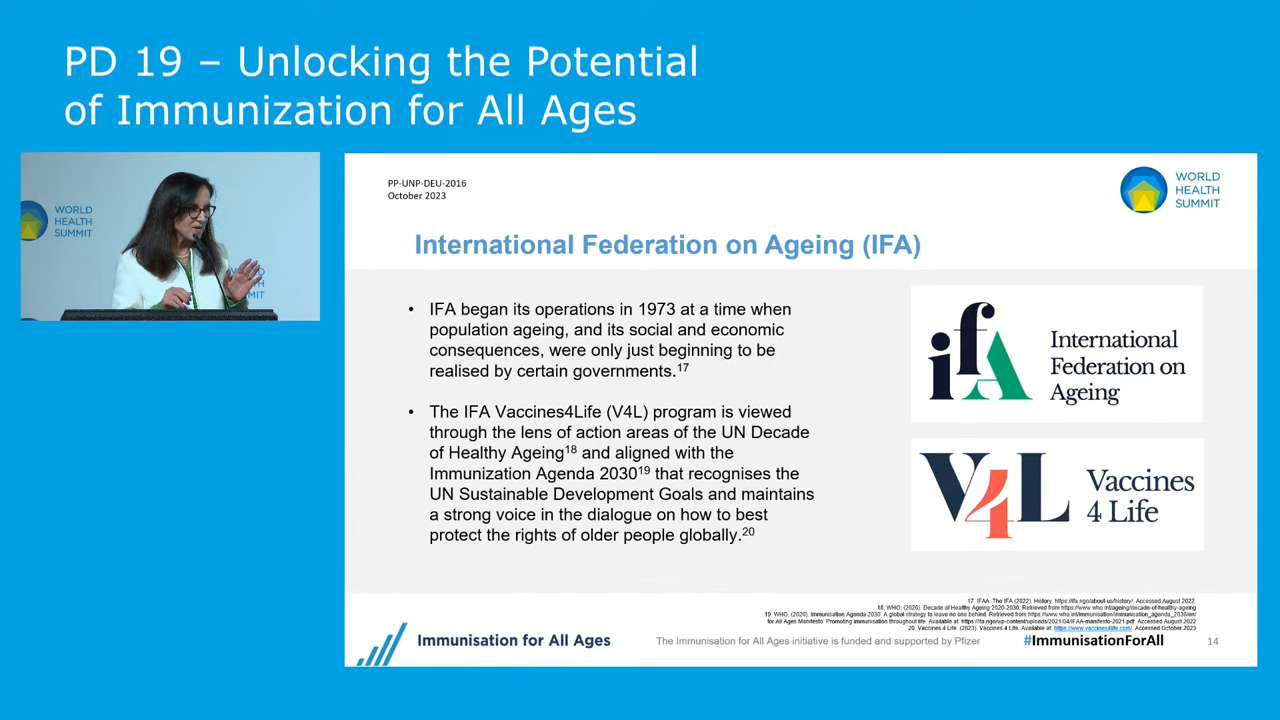 PD 19 – Unlocking the Potential
of Immunization for All Ages
WORLD
HEALTH
SUMMIT
PP-UNP-DEU-2016
October 2023
WORLD
HEALTH
SUMMIT
International Federation on Ageing (IFA)
• IFA began its operations in 1973 at a time when
population ageing, and its social and economic
consequences, were only just beginning to be
realised by certain governments.17
• The IFA Vaccines4Life (V4L) program is viewed
through the lens of action areas of the UN Decade
of Healthy Ageing18 and aligned with the
Immunization Agenda 203019 that recognises the
UN Sustainable Development Goals and maintains
a strong voice in the dialogue on how to best
protect the rights of older people globally.20
ifA
International
Federation on
Ageing
V4L
Vaccines
4 Life
17. IFAA. The IFA (2022). History. https://ifa.ngo/about-us/history/. Accessed August 2022.
18. WHO, (2020). Decade of Healthy Ageing 2020-2030. Retrieved from https://www.who.int/ageing/decade-of-healthy-ageing
19. WHO, (2020). Immunisation Agenda 2030. A global strategy to leave no one behind. Retrieved from https://www.who.int/immunisation/immunisation_agenda_2030/en/
for All Ages Manifesto: Promoting immunisation throughout life. Available at: https://ifa.ngo/wp-content/uploads/2021/04/IFAA-manifesto-2021.pdf. Accessed August 2022
20. Vaccines 4 Life. (2023). Vaccines 4 Life. Available at: https://www.vaccines4life.com/. Accessed October 2023
Immunisation for All Ages
The Immunisation for All Ages initiative is funded and supported by Pfizer
#ImmunisationForAll
14